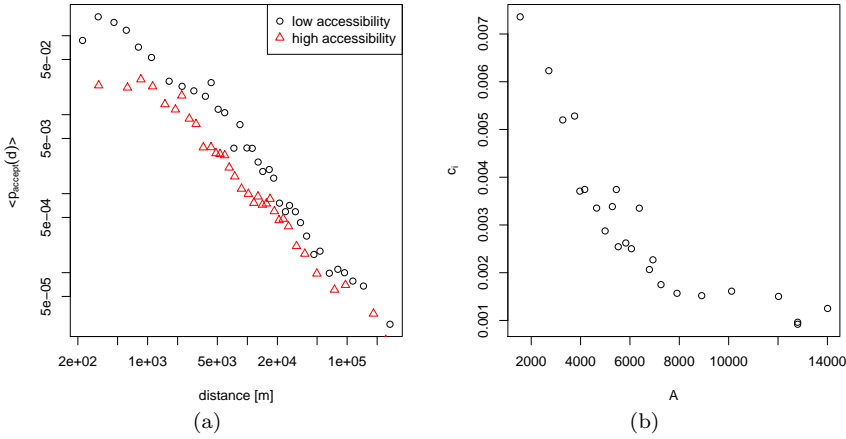 low accessibility
high accessibility
5e-02
5e-03
5e-04
5e-05
<p_accept(d)>
2e+02 1e+03 5e+03 2e+04 1e+05
distance [m]
(a)
0.007
0.006
0.005
0.004
0.003
0.002
0.001
c_i
2000 4000 6000 8000 10000 14000
A
(b)